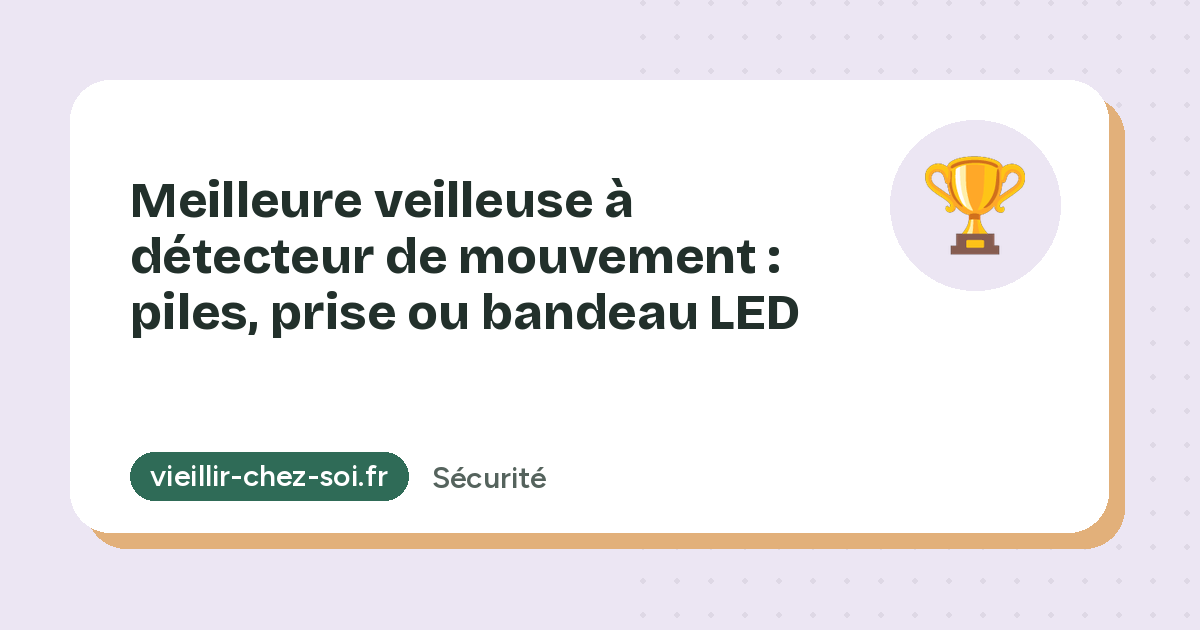 Meilleure veilleuse à
détecteur de mouvement :
piles, prise ou bandeau LED
vieillir-chez-soi.fr
Sécurité